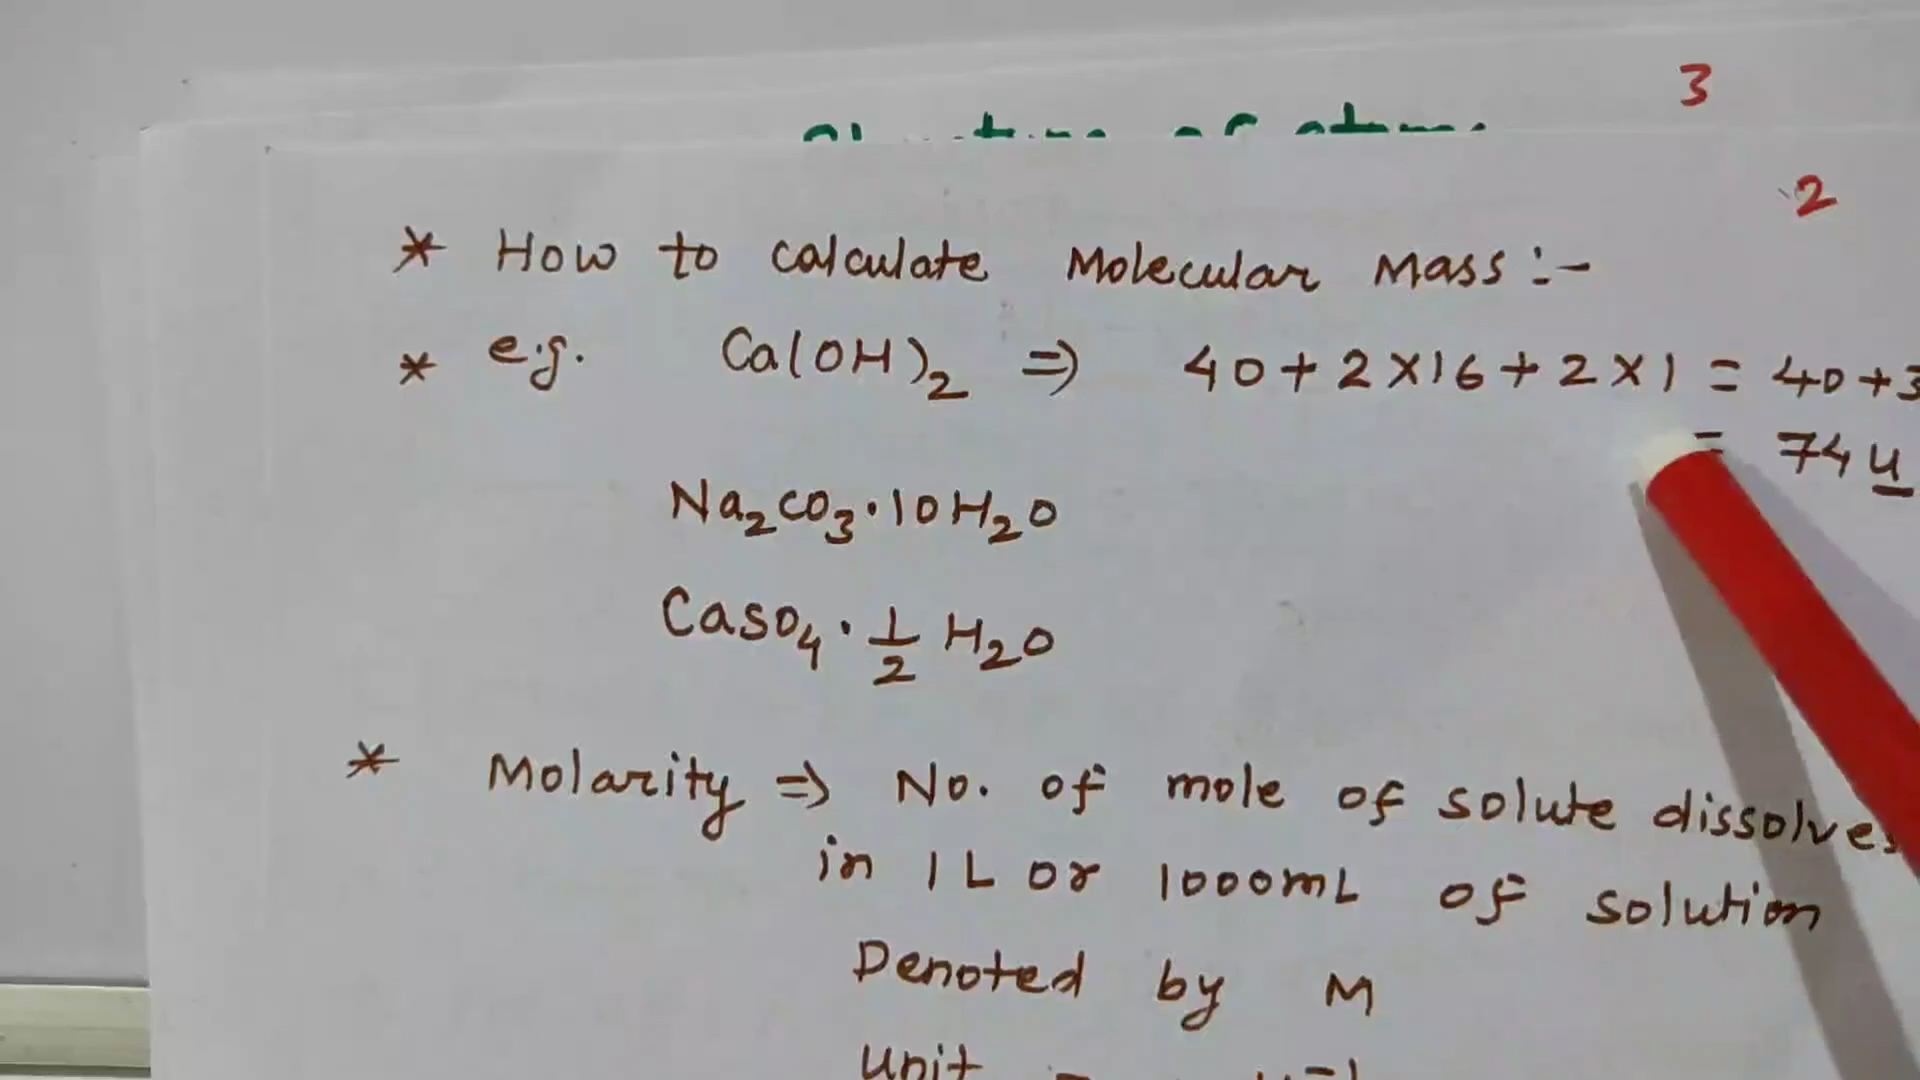 3
2
* How to calculate Molecular Mass :-
* e.g. Ca(OH)₂ ⇒ 40 + 2 × 16 + 2 × 1 = 40 + 3
= 74 u
Na₂CO₃·10H₂O
CaSO₄·1/2 H₂O
* Molarity ⇒ No. of mole of solute dissolves
in 1 L or 1000mL of solution
Denoted by M
Unit